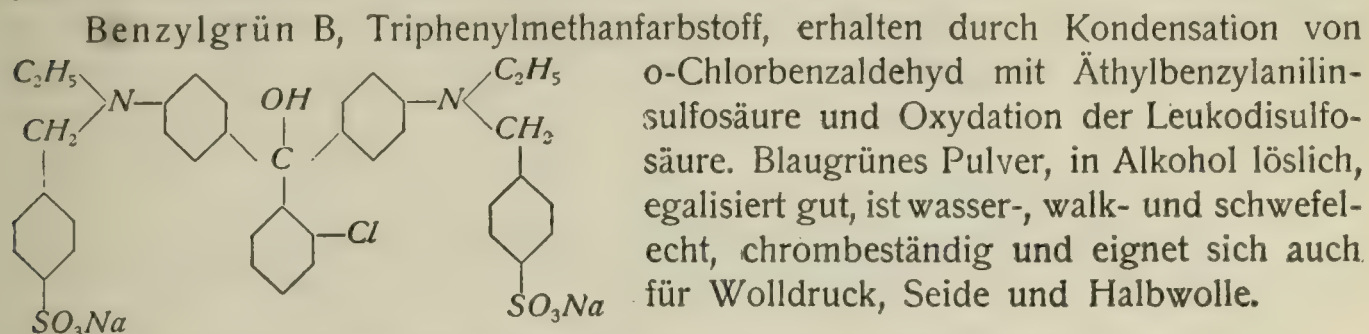 Benzylgrün B, Triphenylmethanfarbstoff, erhalten durch Kondensation von
o-Chlorbenzaldehyd mit Äthylbenzylanilin-
sulfosäure und Oxydation der Leukodisulfo-
säure. Blaugrünes Pulver, in Alkohol löslich,
egalisiert gut, ist wasser-, walk- und schwefel-
echt, chrombeständig und eignet sich auch
für Wolldruck, Seide und Halbwolle.
C₂H₅ C₂H₅
N OH N
CH₂ C CH₂
Cl
SO₃Na SO₃Na